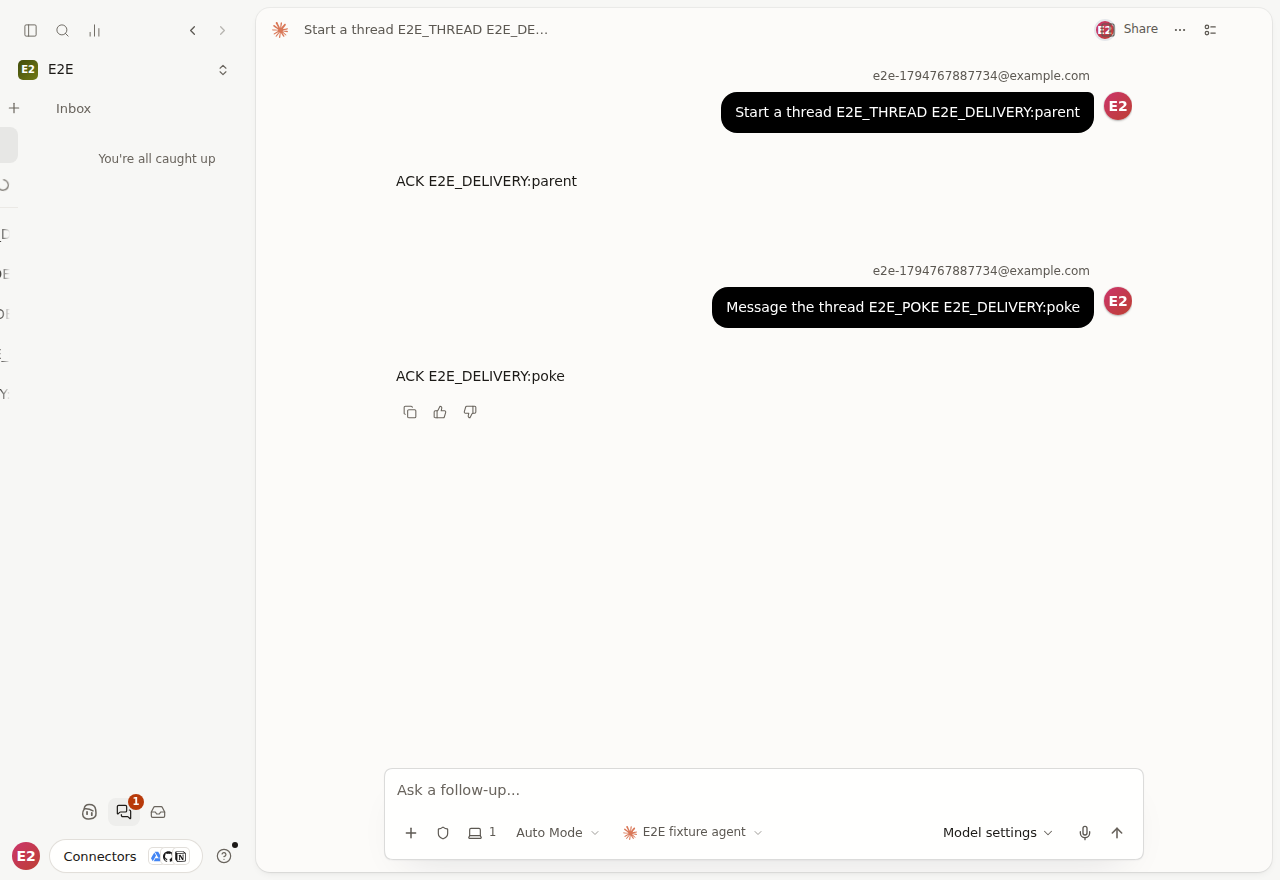 Start a thread E2E_THREAD E2E_DE...
E2 Share
E2 E2E
Inbox
You're all caught up
e2e-1794767887734@example.com
Start a thread E2E_THREAD E2E_DELIVERY:parent
E2
ACK E2E_DELIVERY:parent
e2e-1794767887734@example.com
Message the thread E2E_POKE E2E_DELIVERY:poke
E2
ACK E2E_DELIVERY:poke
Ask a follow-up...
1 Auto Mode E2E fixture agent Model settings
1
E2 Connectors